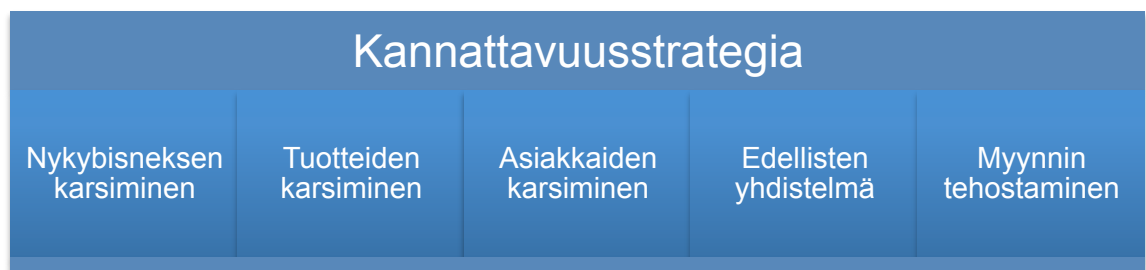 Kannattavuusstrategia
Nykybisneksen
karsiminen
Tuotteiden
karsiminen
Asiakkaiden
karsiminen
Edellisten
yhdistelmä
Myynnin
tehostaminen